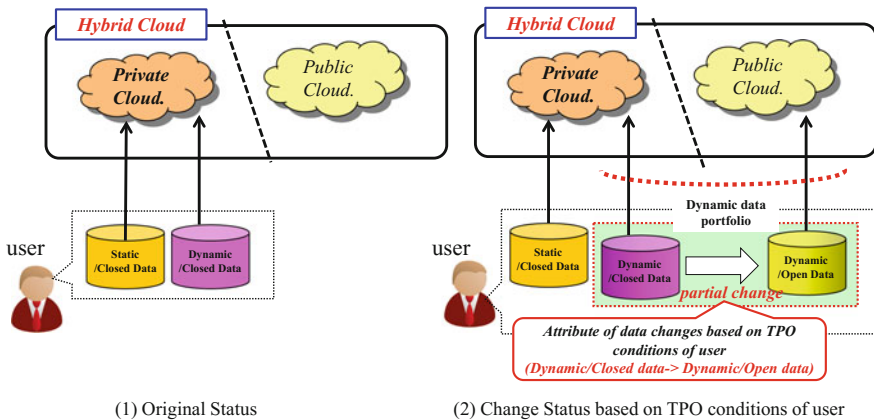 Hybrid Cloud
Private
Cloud.
Public
Cloud.
user
Static
/Closed Data
Dynamic
/Closed Data
(1) Original Status
Hybrid Cloud
Private
Cloud.
Public
Cloud.
Dynamic data
portfolio
user
Static
/Closed Data
Dynamic
/Closed Data
Dynamic
/Open Data
partial change
Attribute of data changes based on TPO
conditions of user
(Dynamic/Closed data-> Dynamic/Open data)
(2) Change Status based on TPO conditions of user